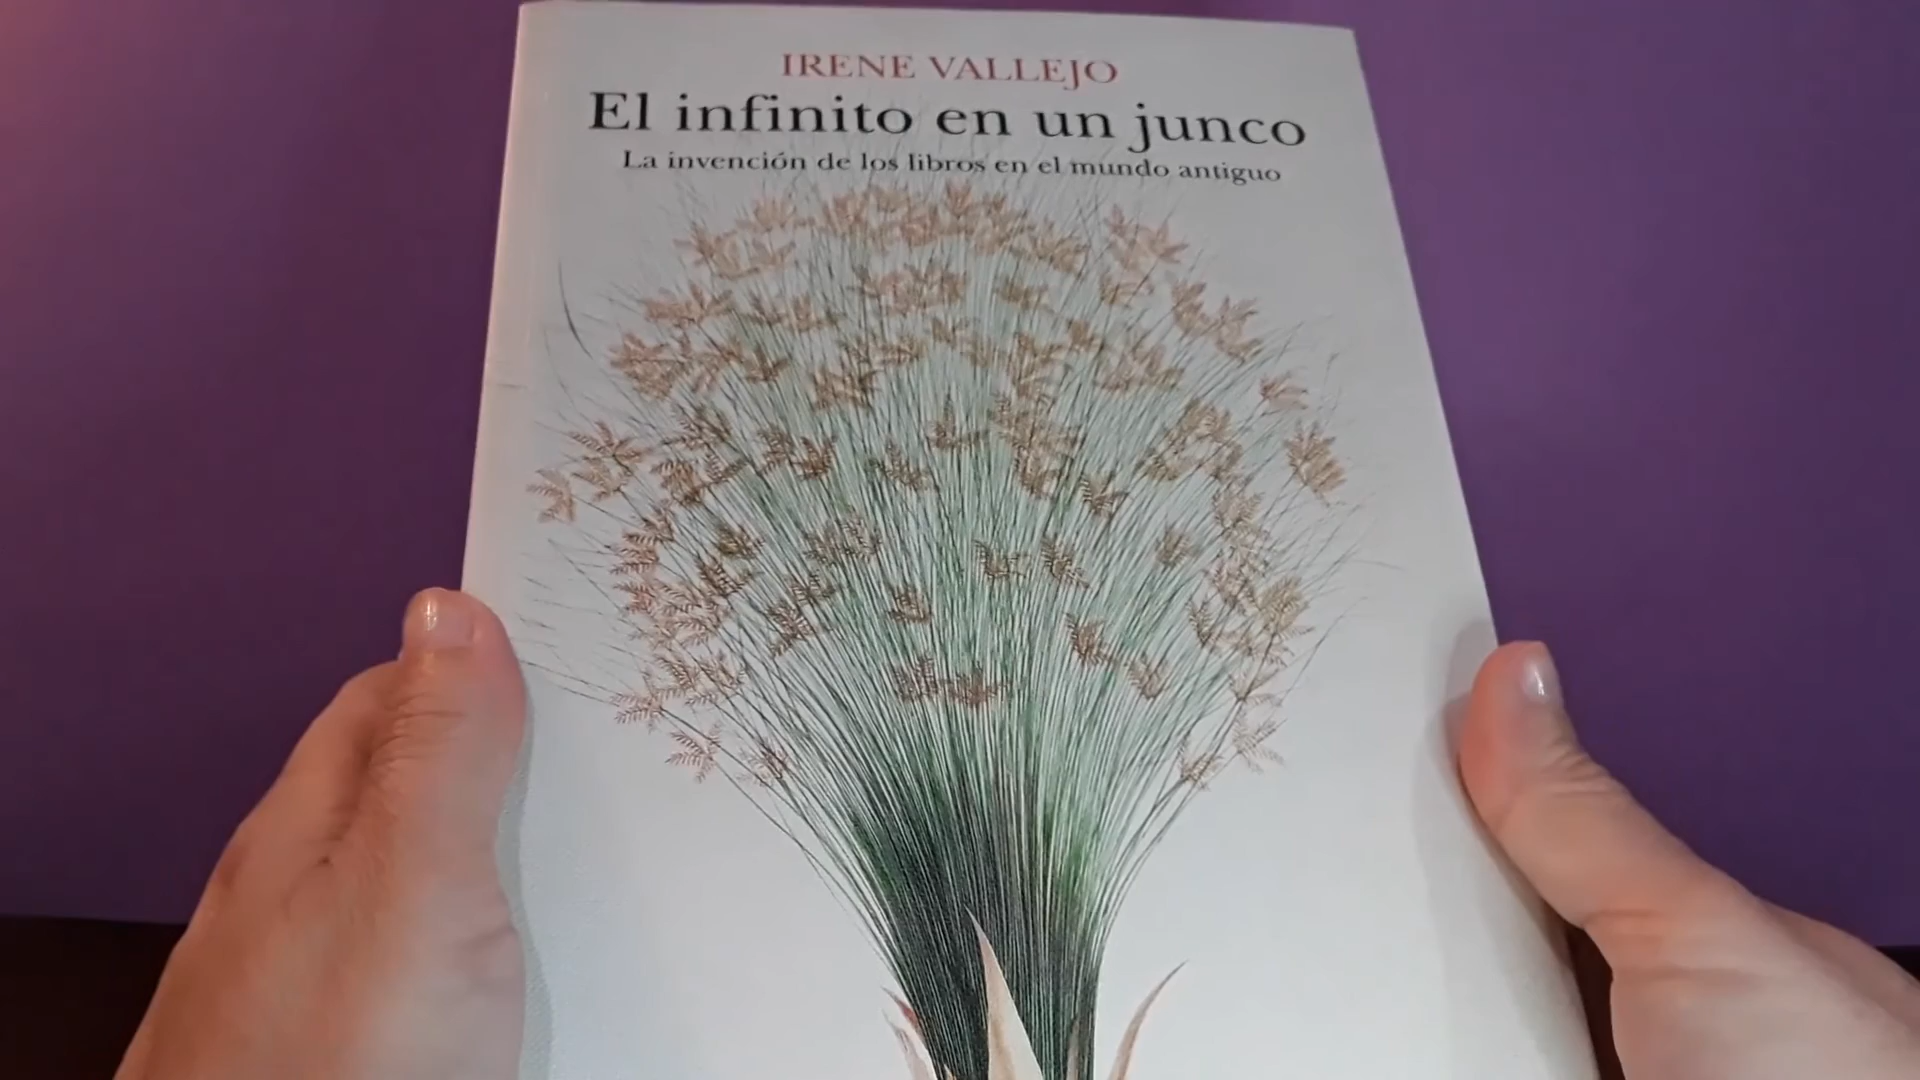 IRENE VALLEJO
El infinito en un junco
La invención de los libros en el mundo antiguo